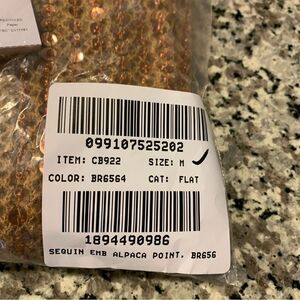 099107525202
ITEM: CB922 SIZE: M
COLOR: BR6564 CAT: FLAT
1894490986
SEQUIN EMB ALPACA POINT, BR656